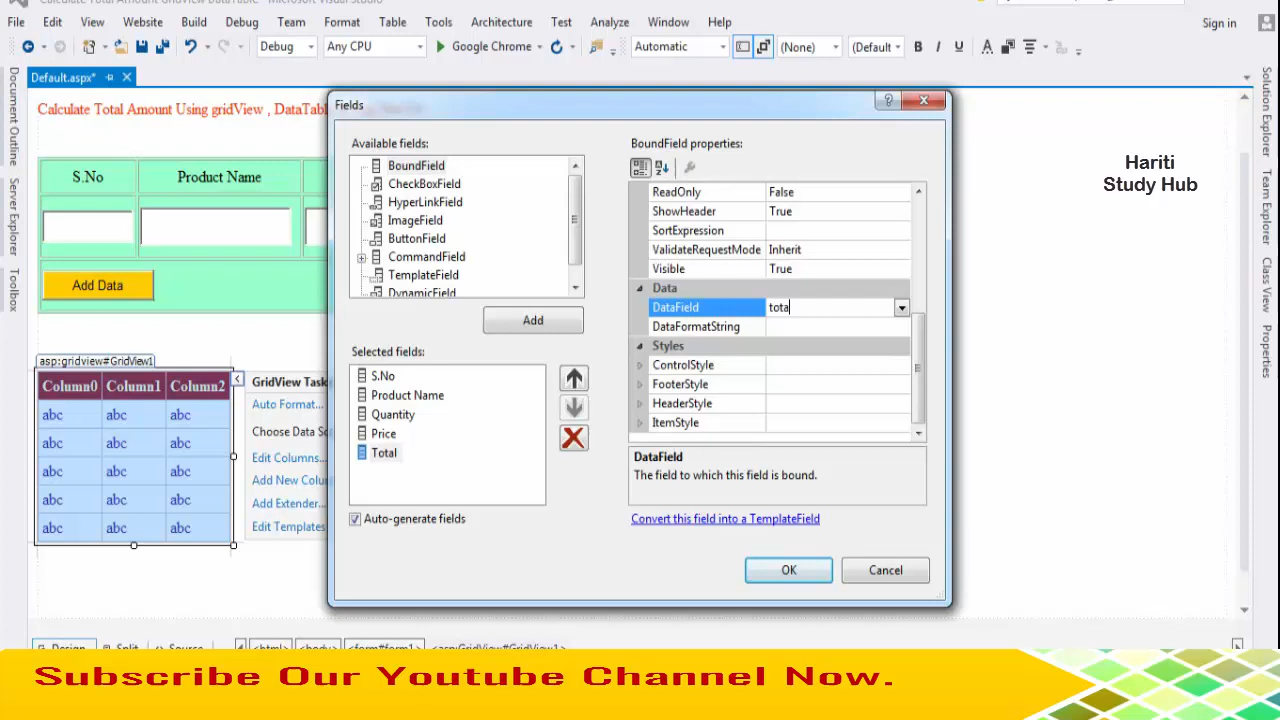 Calculate Total Amount GridView DataTable - Microsoft Visual Studio
File Edit View Website Build Debug Team Format Table Tools Architecture Test Analyze Window Help
Sign in
Debug Any CPU Google Chrome Automatic (None) (Default B I U A
Default.aspx*
Document Outline
Server Explorer
Toolbox
Solution Explorer
Team Explorer
Class View
Properties
Calculate Total Amount Using gridView , DataTabl
S.No Product Name
Add Data
asp:gridview#GridView1
Column0 Column1 Column2
abc abc abc
abc abc abc
abc abc abc
abc abc abc
abc abc abc
GridView Task
Auto Format...
Choose Data So
Edit Columns...
Add New Colu
Add Extender...
Edit Templates
Fields
Available fields:
BoundField
CheckBoxField
HyperLinkField
ImageField
ButtonField
CommandField
TemplateField
DynamicField
Add
Selected fields:
S.No
Product Name
Quantity
Price
Total
Auto-generate fields
BoundField properties:
ReadOnly False
ShowHeader True
SortExpression
ValidateRequestMode Inherit
Visible True
Data
DataField tota
DataFormatString
Styles
ControlStyle
FooterStyle
HeaderStyle
ItemStyle
DataField
The field to which this field is bound.
Convert this field into a TemplateField
OK Cancel
Hariti
Study Hub
Design Split Source <html> <body> <form#form1> <asp:GridView#GridView1>
Subscribe Our Youtube Channel Now.